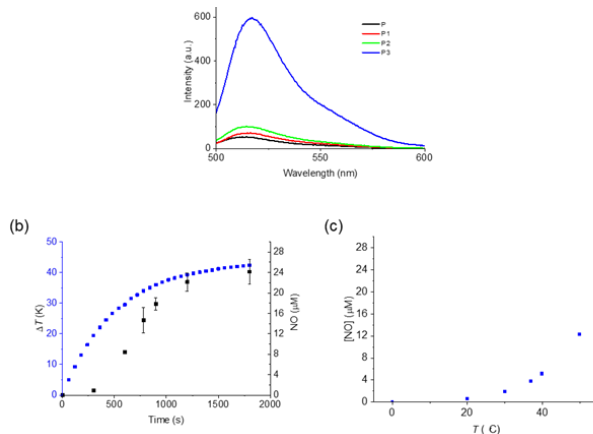 600
400
200
0
Intensity (a.u.)
P
P1
P2
P3
500
550
600
Wavelength (nm)
(b)
50
40
30
20
10
0
ΔT (K)
28
24
20
16
12
8
4
0
NO (μM)
0
500
1000
1500
2000
Time (s)
(c)
28
24
20
16
12
8
4
0
[NO] (μM)
0
20
30
40
T (˚C)